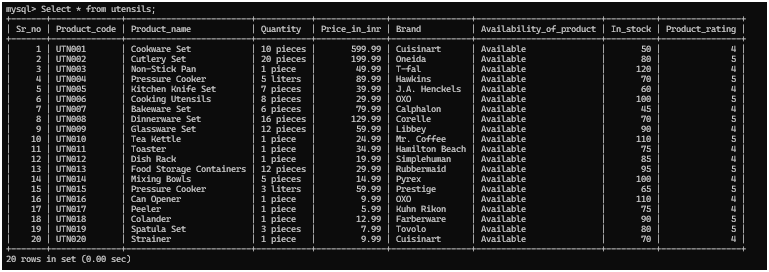 mysql> Select * from utensils;
| Sr_no | Product_code | Product_name | Quantity | Price_in_inr | Brand | Availability_of_product | In_stock | Product_rating |
| 1 | UTN001 | Cookware Set | 10 pieces | 599.99 | Cuisinart | Available | 50 | 4 |
| 2 | UTN002 | Cutlery Set | 20 pieces | 199.99 | Oneida | Available | 80 | 5 |
| 3 | UTN003 | Non-Stick Pan | 1 piece | 49.99 | T-fal | Available | 120 | 4 |
| 4 | UTN004 | Pressure Cooker | 5 liters | 89.99 | Hawkins | Available | 70 | 5 |
| 5 | UTN005 | Kitchen Knife Set | 7 pieces | 39.99 | J.A. Henckels | Available | 60 | 4 |
| 6 | UTN006 | Cooking Utensils | 8 pieces | 29.99 | OXO | Available | 100 | 5 |
| 7 | UTN007 | Bakeware Set | 6 pieces | 79.99 | Calphalon | Available | 45 | 4 |
| 8 | UTN008 | Dinnerware Set | 16 pieces | 129.99 | Corelle | Available | 70 | 5 |
| 9 | UTN009 | Glassware Set | 12 pieces | 59.99 | Libbey | Available | 90 | 4 |
| 10 | UTN010 | Tea Kettle | 1 piece | 24.99 | Mr. Coffee | Available | 110 | 5 |
| 11 | UTN011 | Toaster | 1 piece | 34.99 | Hamilton Beach | Available | 75 | 4 |
| 12 | UTN012 | Dish Rack | 1 piece | 19.99 | Simplehuman | Available | 85 | 4 |
| 13 | UTN013 | Food Storage Containers | 12 pieces | 29.99 | Rubbermaid | Available | 95 | 5 |
| 14 | UTN014 | Mixing Bowls | 5 pieces | 14.99 | Pyrex | Available | 100 | 4 |
| 15 | UTN015 | Pressure Cooker | 3 liters | 59.99 | Prestige | Available | 65 | 5 |
| 16 | UTN016 | Can Opener | 1 piece | 9.99 | OXO | Available | 110 | 4 |
| 17 | UTN017 | Peeler | 1 piece | 5.99 | Kuhn Rikon | Available | 75 | 4 |
| 18 | UTN018 | Colander | 1 piece | 12.99 | Farberware | Available | 90 | 5 |
| 19 | UTN019 | Spatula Set | 3 pieces | 7.99 | Tovolo | Available | 80 | 5 |
| 20 | UTN020 | Strainer | 1 piece | 9.99 | Cuisinart | Available | 70 | 4 |
20 rows in set (0.00 sec)